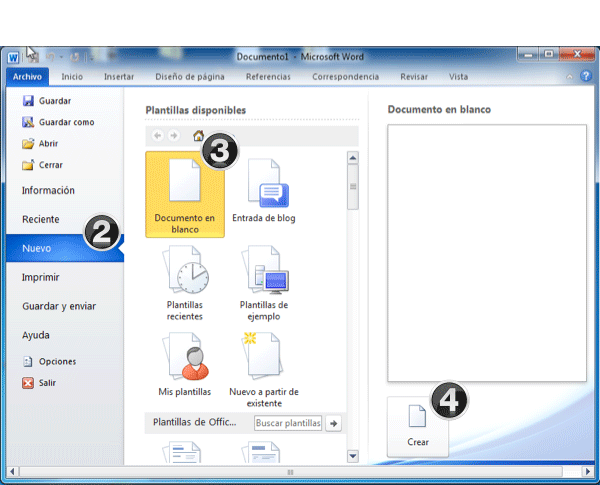 Documento1 - Microsoft Word
Archivo Inicio Insertar Diseño de página Referencias Correspondencia Revisar Vista
Guardar
Guardar como
Abrir
Cerrar
Información
Reciente
2
Nuevo
Imprimir
Guardar y enviar
Ayuda
Opciones
Salir
Plantillas disponibles
3
Documento en
blanco
Entrada de blog
Plantillas
recientes
Plantillas de
ejemplo
Mis plantillas
Nuevo a partir de
existente
Plantillas de Offic...
Buscar plantillas
Documento en blanco
4
Crear